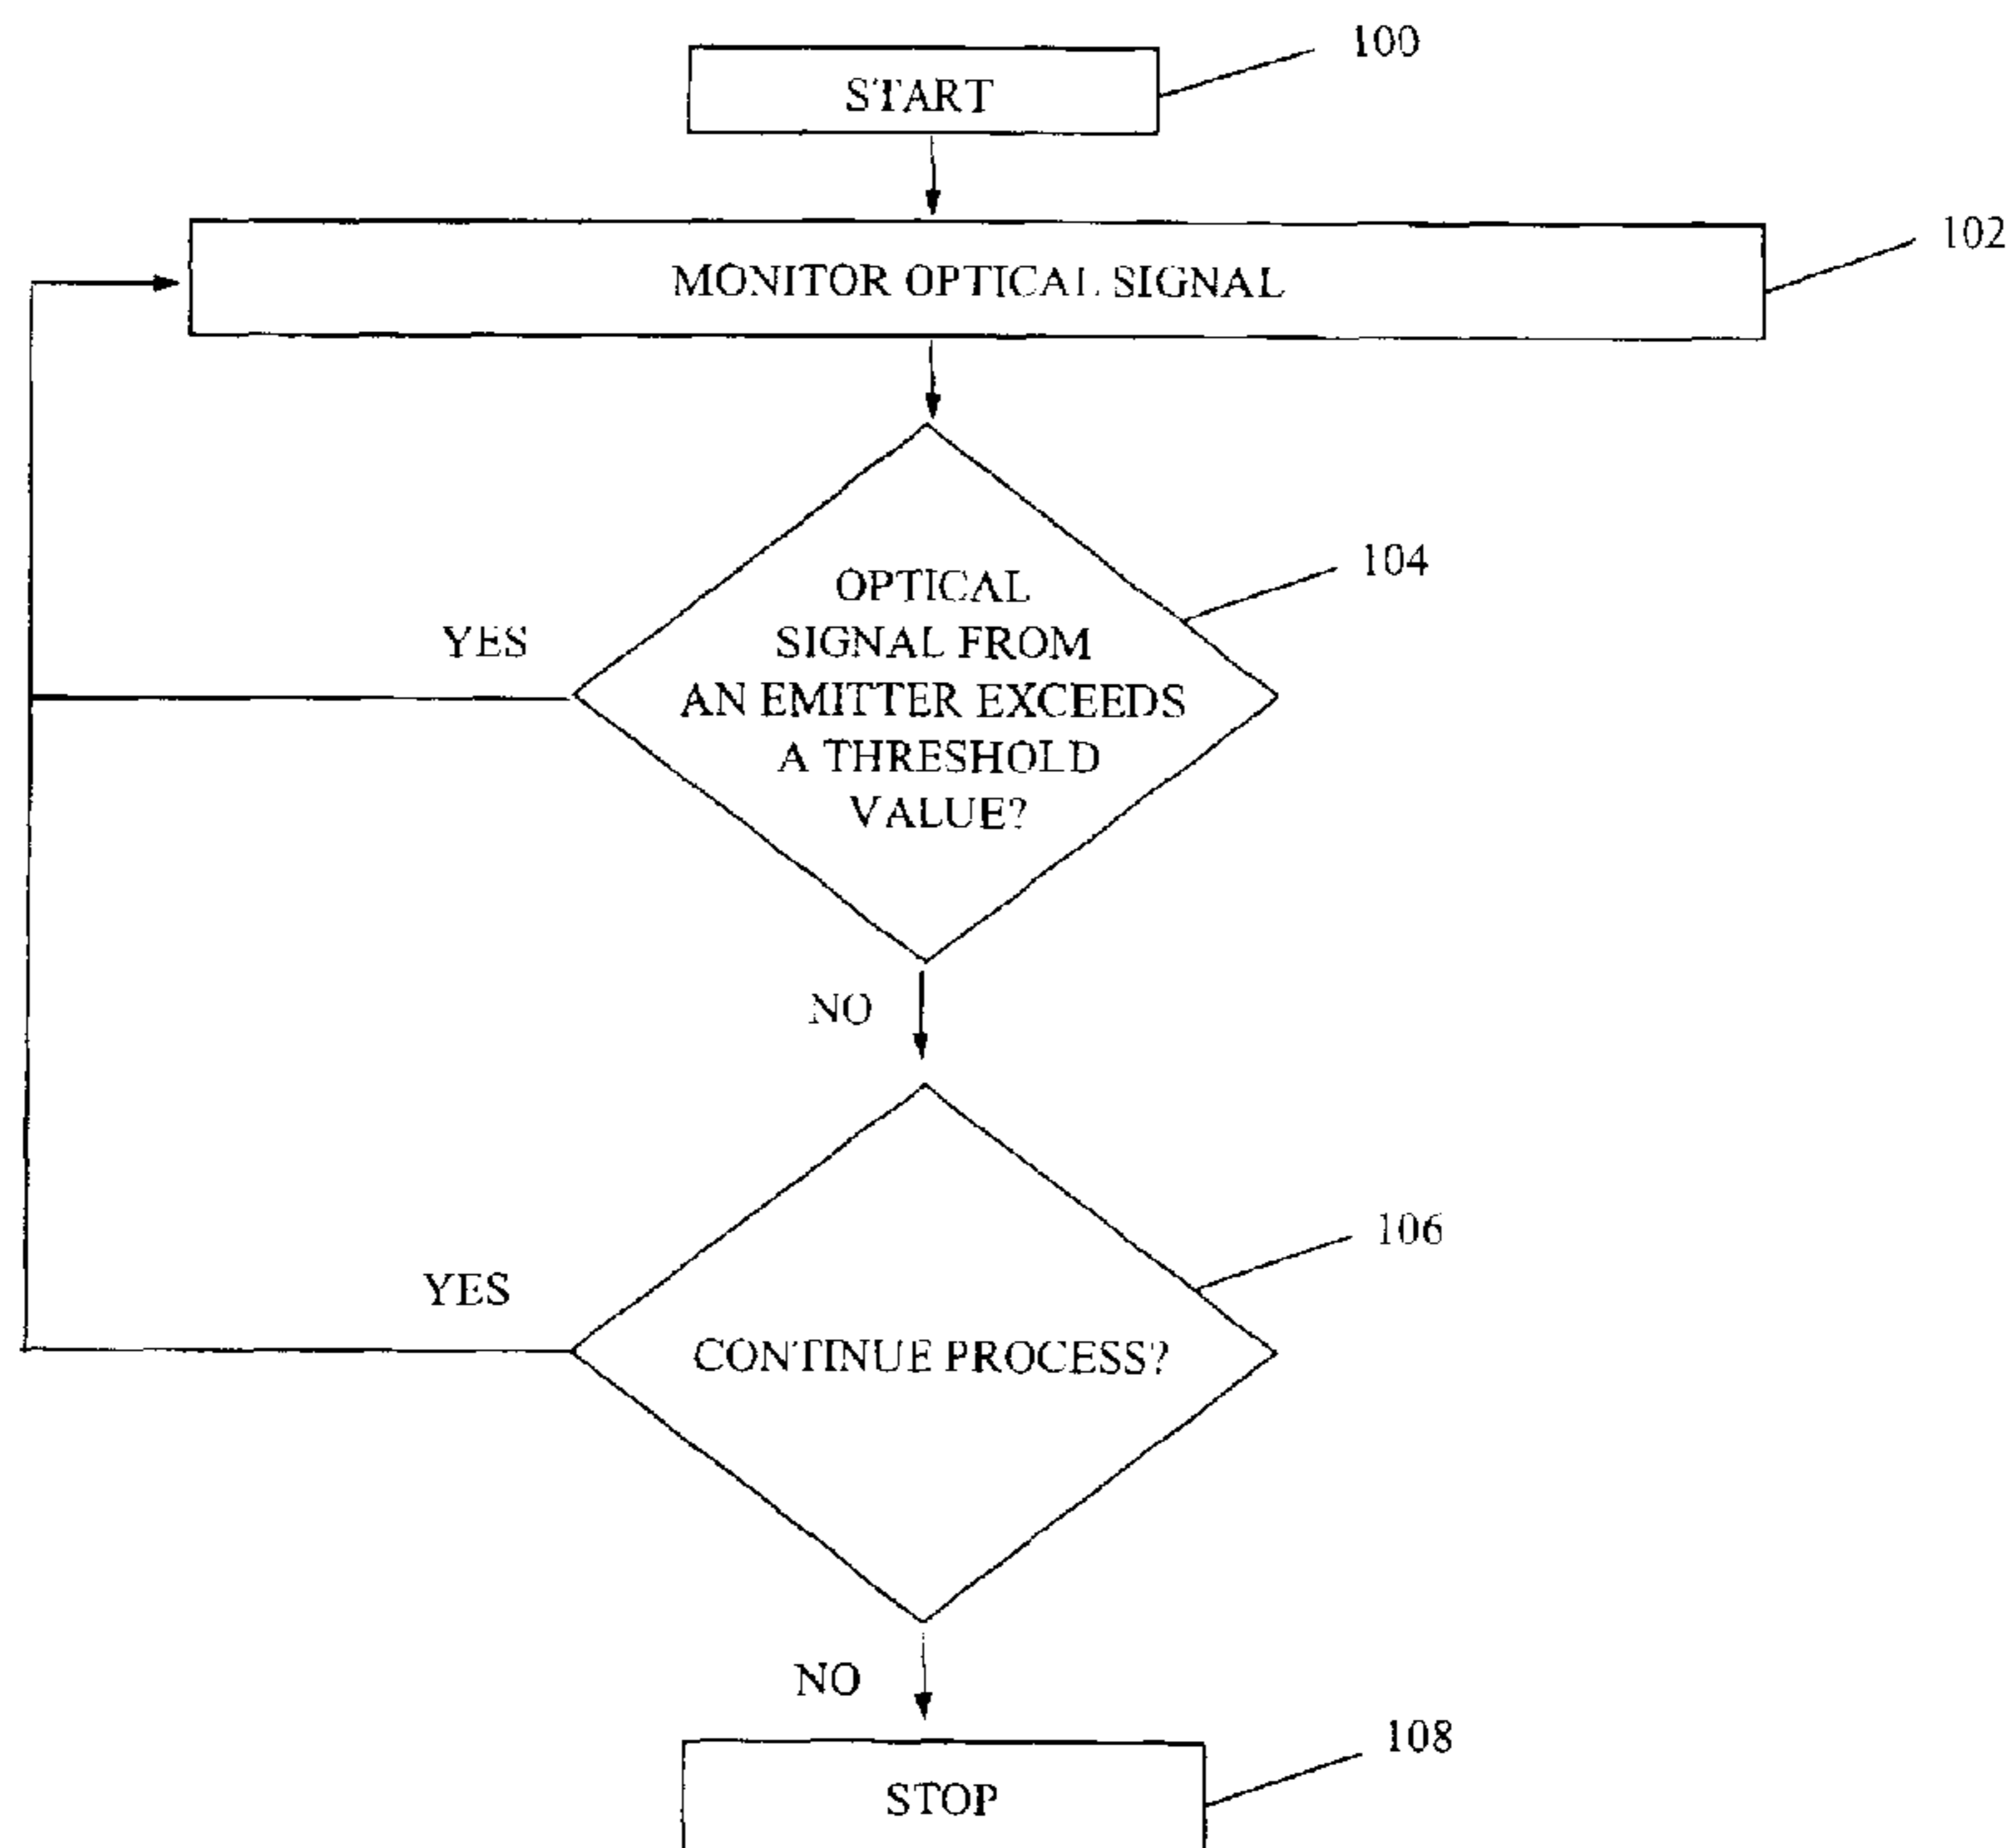 100
START
102
MONITOR OPTICAL SIGNAL
104
OPTICAL
SIGNAL FROM
AN EMITTER EXCEEDS
A THRESHOLD
VALUE?
YES
NO
106
YES
CONTINUE PROCESS?
NO
108
STOP